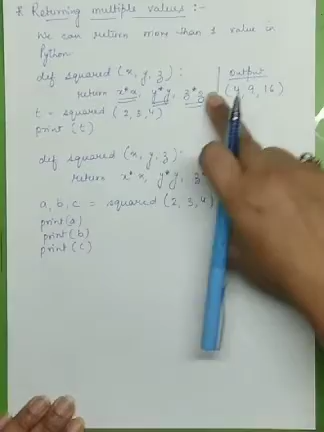 * Returning multiple values :-
We can return more than 1 value in
Python
def squared (x, y, z) :
return x*x, y*y, z*z
t = squared (2, 3, 4)
print (t)
Output
(4, 9, 16)
def squared (x, y, z) :
return x*x, y*y, z*
a, b, c = squared (2, 3, 4)
print (a)
print (b)
print (c)